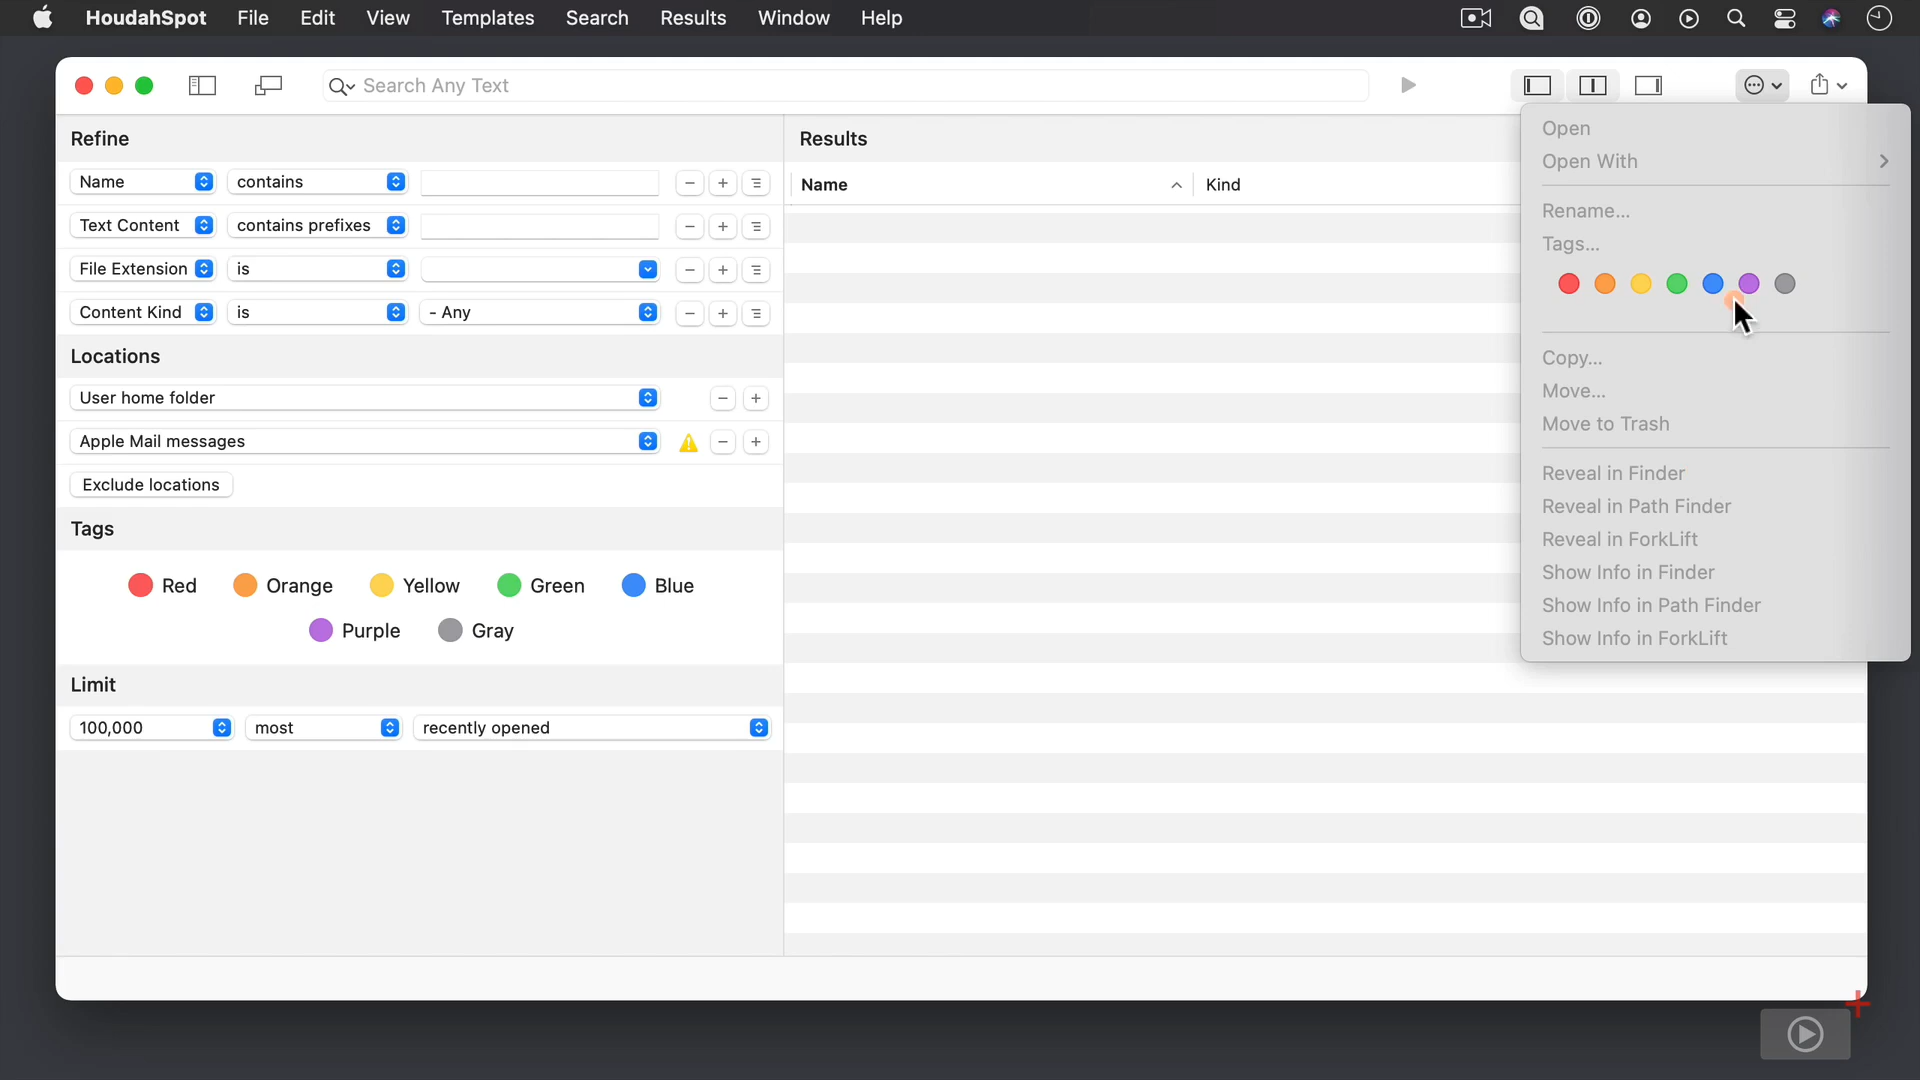 HoudahSpot File Edit View Templates Search Results Window Help
Search Any Text
Refine
Name contains
Text Content contains prefixes
File Extension is
Content Kind is - Any
Locations
User home folder
Apple Mail messages
Exclude locations
Tags
Red Orange Yellow Green Blue
Purple Gray
Limit
100,000 most recently opened
Results
Name Kind
Open
Open With
Rename...
Tags...
Copy...
Move...
Move to Trash
Reveal in Finder
Reveal in Path Finder
Reveal in ForkLift
Show Info in Finder
Show Info in Path Finder
Show Info in ForkLift